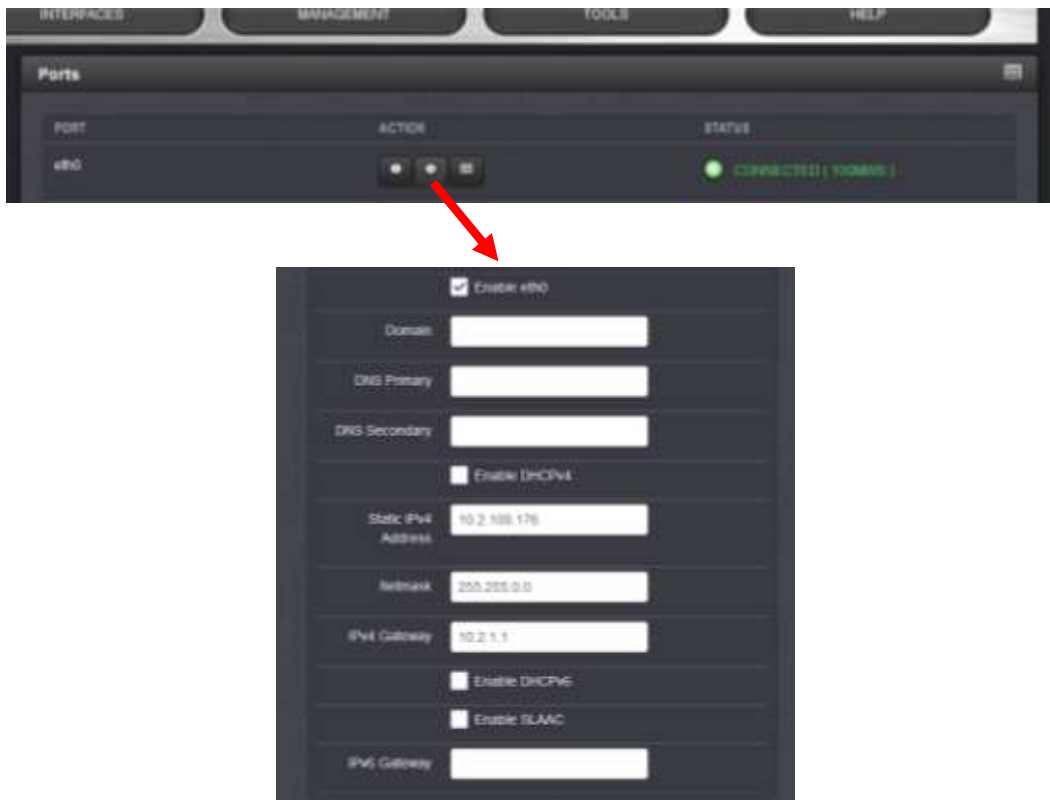 INTERFACES MANAGEMENT TOOLS HELP
Ports
PORT ACTION STATUS
eth0 CONNECTED
Enable eth0
Domain
DNS Primary
DNS Secondary
Enable DHCPv4
Static IPv4
Address
10.2.100.176
Netmask 255.255.0.0
IPv4 Gateway 10.2.1.1
Enable DHCPv6
Enable SLAAC
IPv6 Gateway